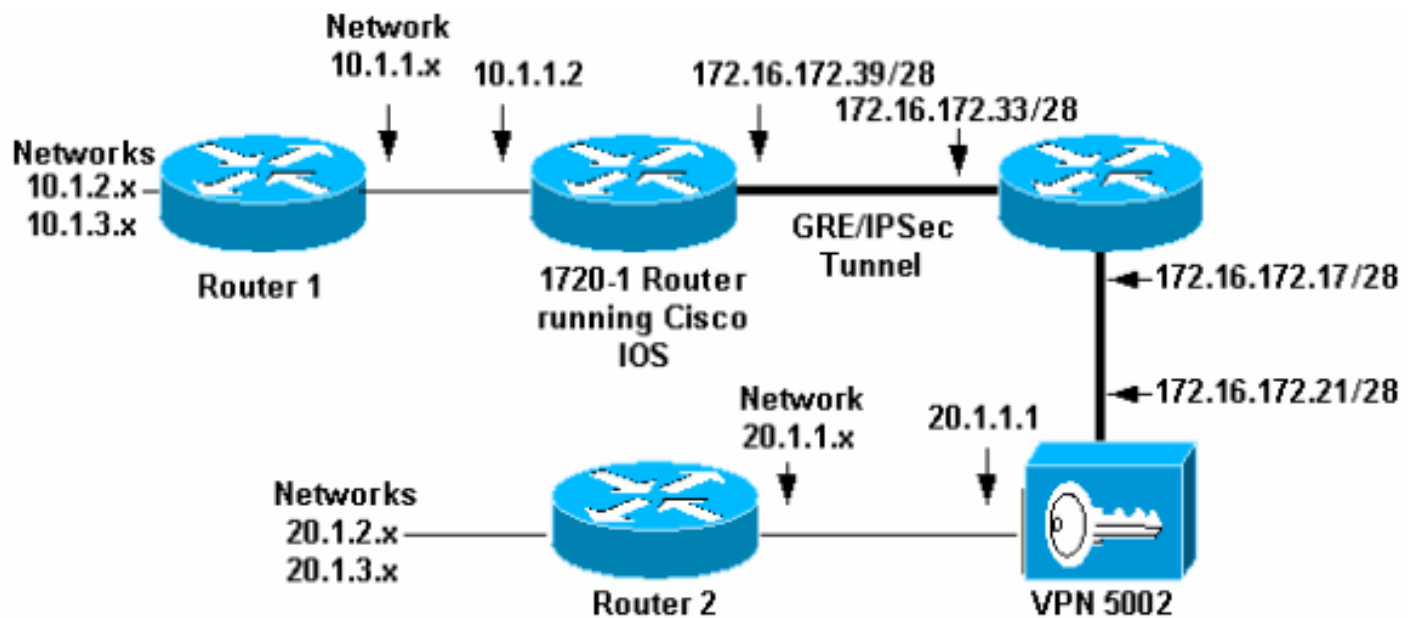 Network
10.1.1.x
10.1.1.2
172.16.172.39/28
172.16.172.33/28
Networks
10.1.2.x
10.1.3.x
Router 1
1720-1 Router
running Cisco
IOS
GRE/IPSec
Tunnel
172.16.172.17/28
172.16.172.21/28
Network
20.1.1.x
20.1.1.1
Networks
20.1.2.x
20.1.3.x
Router 2
VPN 5002